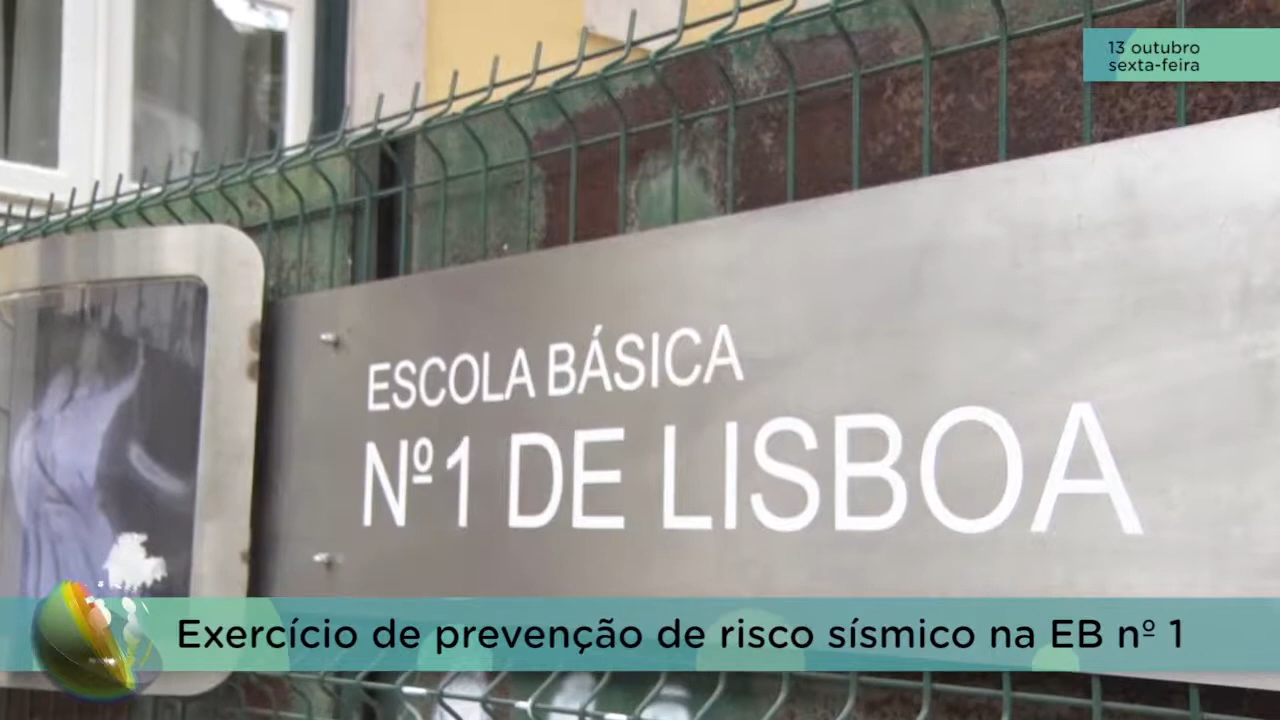 13 outubro
sexta-feira
ESCOLA BÁSICA
Nº1 DE LISBOA
Exercício de prevenção de risco sísmico na EB nº 1